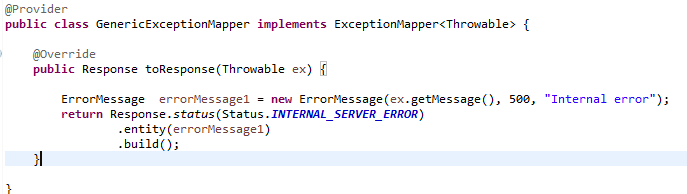 @Provider
public class GenericExceptionMapper implements ExceptionMapper<Throwable> {
@Override
public Response toResponse(Throwable ex) {
ErrorMessage  errorMessage1 = new ErrorMessage(ex.getMessage(), 500, "Internal error");
return Response.status(Status.INTERNAL_SERVER_ERROR)
.entity(errorMessage1)
.build();
}
}